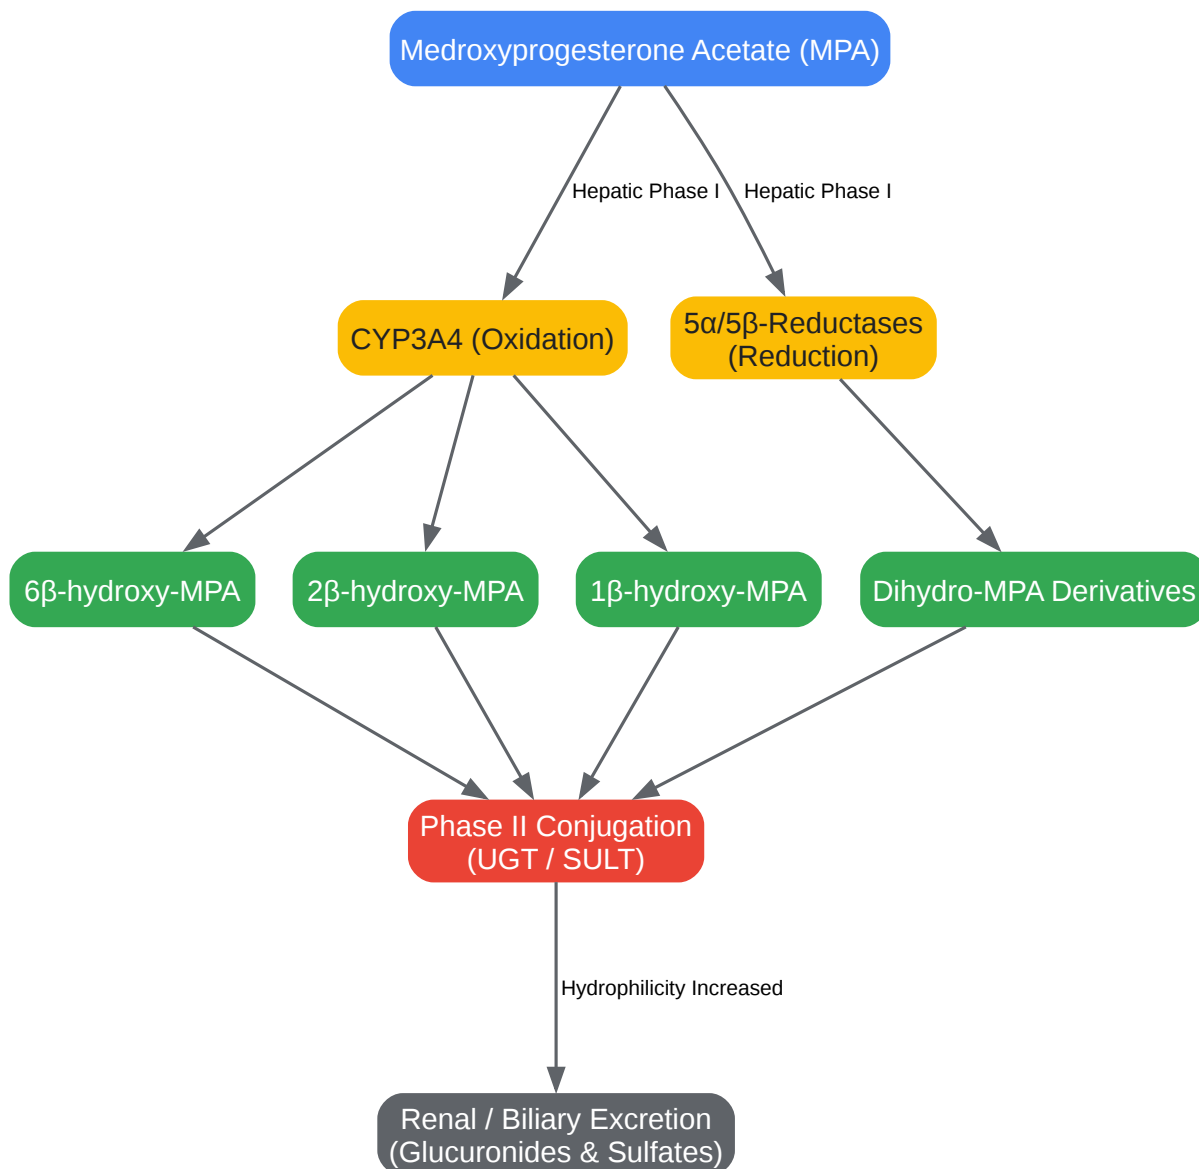 Medroxyprogesterone Acetate (MPA)
Hepatic Phase I
Hepatic Phase I
CYP3A4 (Oxidation)
5α/5β-Reductases
(Reduction)
6β-hydroxy-MPA
2β-hydroxy-MPA
1β-hydroxy-MPA
Dihydro-MPA Derivatives
Phase II Conjugation
(UGT / SULT)
Hydrophilicity Increased
Renal / Biliary Excretion
(Glucuronides & Sulfates)